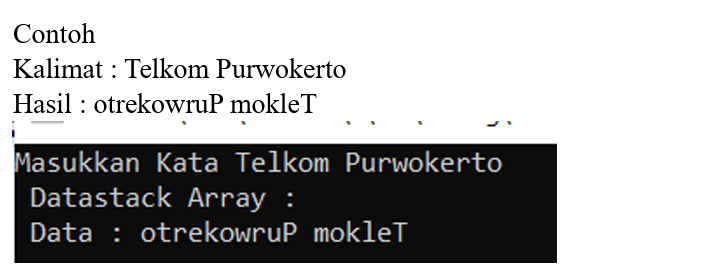 Contoh
Kalimat : Telkom Purwokerto
Hasil : otrekowruP mokleT
Masukkan Kata Telkom Purwokerto
Datastack Array :
Data : otrekowruP mokleT